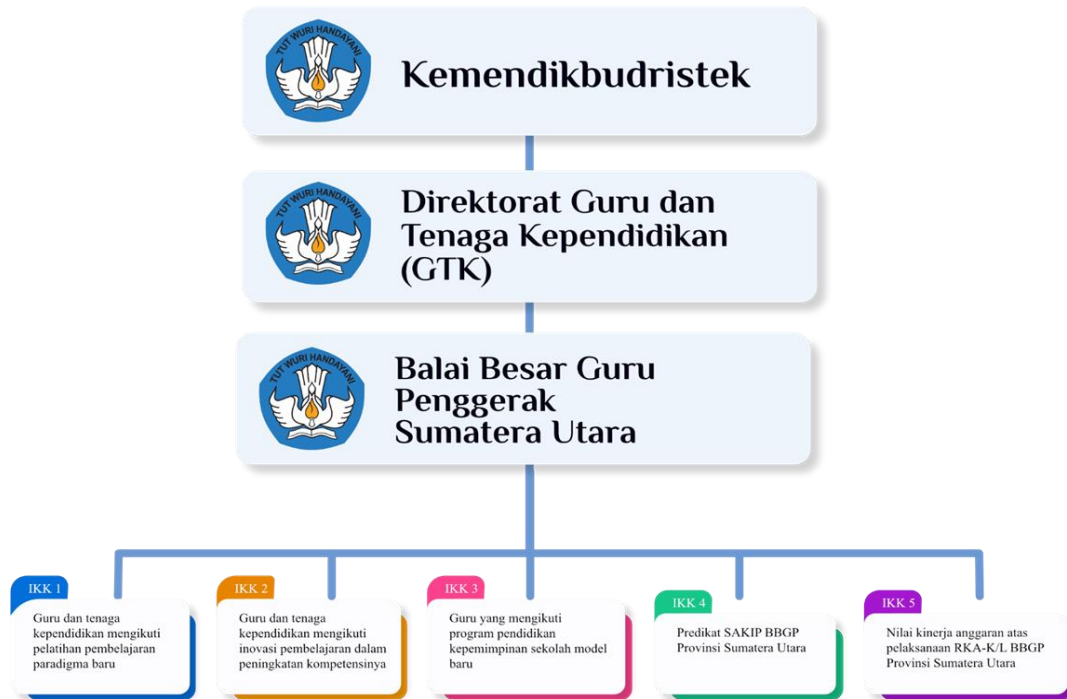 TUT WURI HANDAYANI
Kemendikbudristek
TUT WURI HANDAYANI
Direktorat Guru dan
Tenaga Kependidikan
(GTK)
TUT WURI HANDAYANI
Balai Besar Guru
Penggerak
Sumatera Utara
IKK 1
Guru dan tenaga
kependidikan mengikuti
pelatihan pembelajaran
paradigma baru
IKK 2
Guru dan tenaga
kependidikan mengikuti
inovasi pembelajaran dalam
peningkatan kompetensinya
IKK 3
Guru yang mengikuti
program pendidikan
kepemimpinan sekolah model
baru
IKK 4
Predikat SAKIP BBGP
Provinsi Sumatera Utara
IKK 5
Nilai kinerja anggaran atas
pelaksanaan RKA-K/L BBGP
Provinsi Sumatera Utara